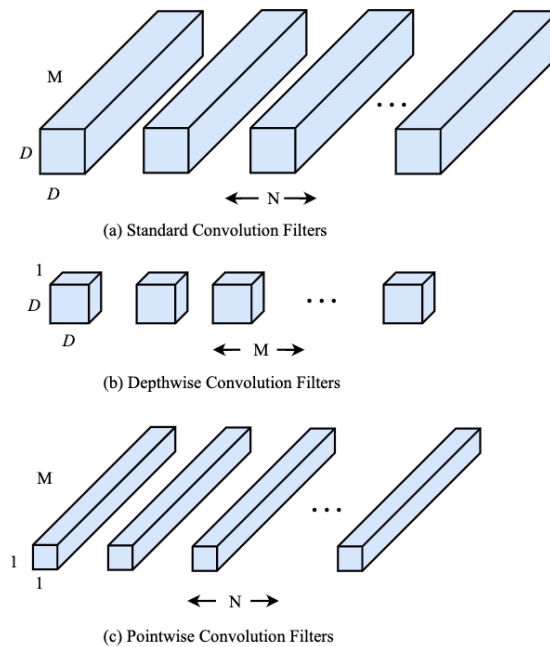 M
D
D
...
N
(a) Standard Convolution Filters
1
D
D
...
M
(b) Depthwise Convolution Filters
M
1
1
...
N
(c) Pointwise Convolution Filters